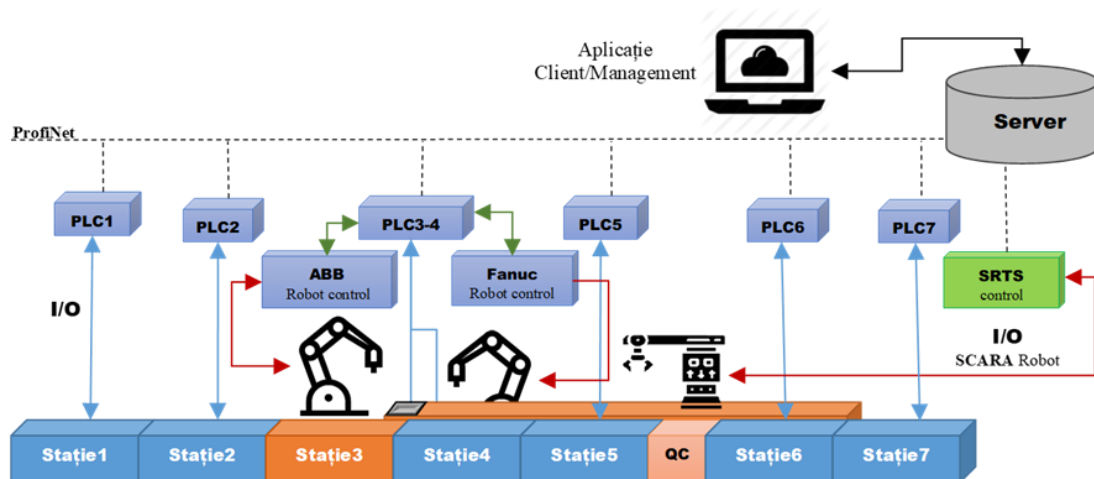 Aplicație
Client/Management
Server
ProfiNet
PLC1
PLC2
PLC3-4
PLC5
PLC6
PLC7
ABB
Robot control
Fanuc
Robot control
SRTS
control
I/O
I/O
SCARA Robot
Stație1
Stație2
Stație3
Stație4
Stație5
QC
Stație6
Stație7